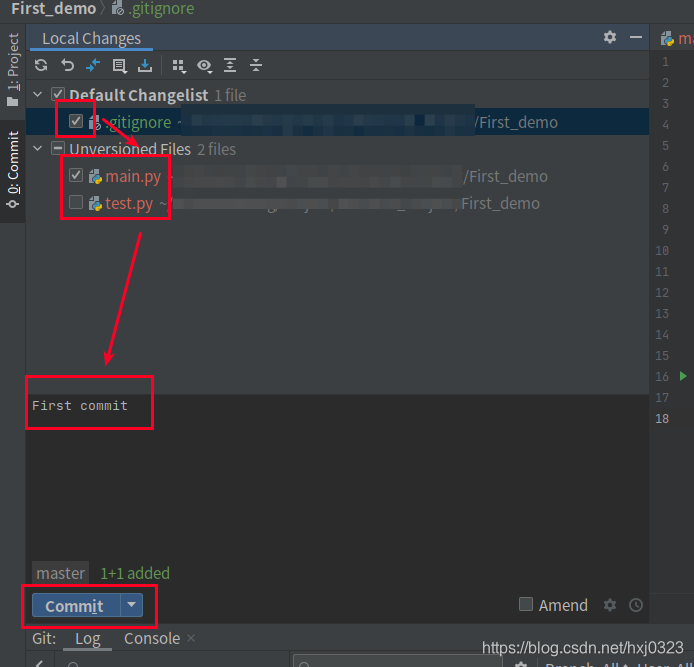 First_demo .gitignore
Local Changes
1: Project
0: Commit
Default Changelist 1 file
.gitignore ~ /First_demo
Unversioned Files 2 files
main.py ~ /First_demo
test.py ~/ /First_demo
1
2
3
4
5
6
7
8
9
10
11
12
13
14
15
16
17
18
First commit
master 1+1 added
Commit
Amend
Git: Log Console
https://blog.csdn.net/hxj0323